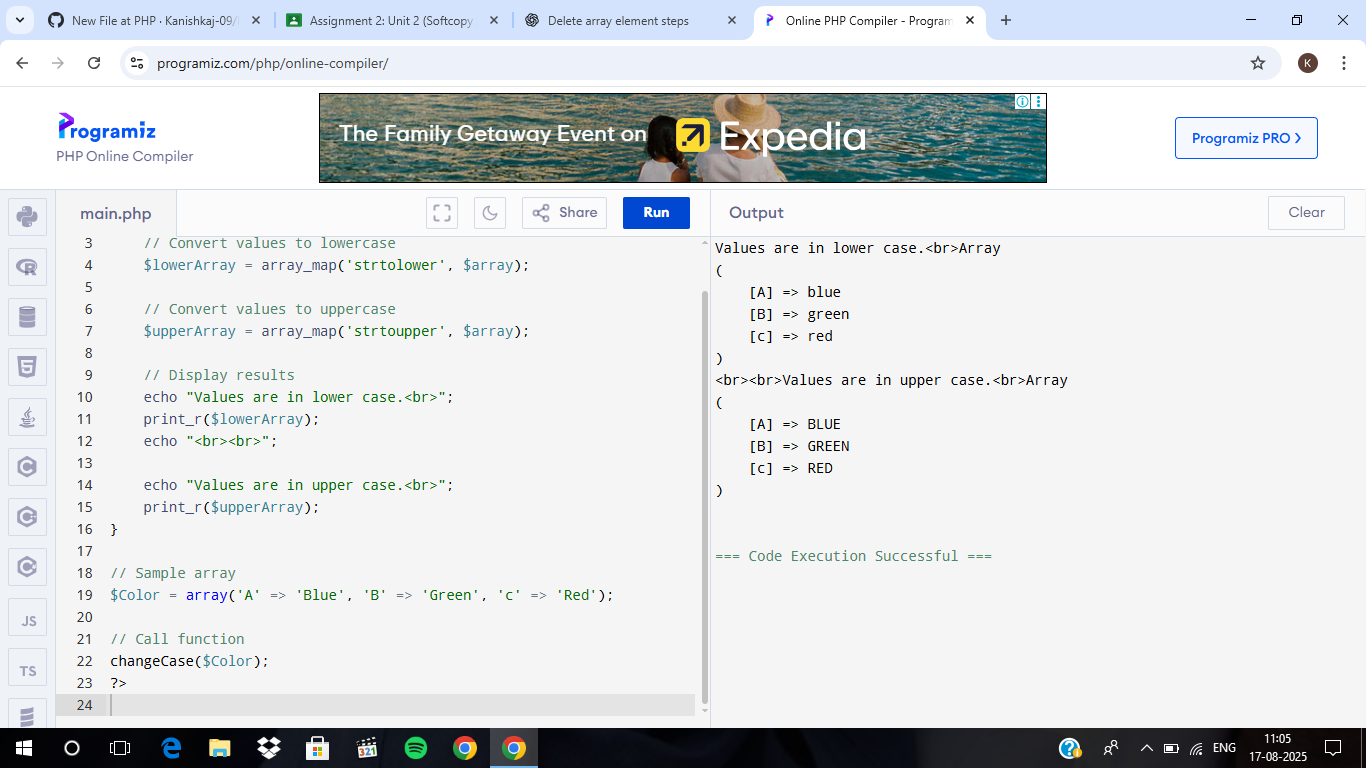 New File at PHP · Kanishkaj-09/
Assignment 2: Unit 2 (Softcopy
Delete array element steps
Online PHP Compiler - Program
programiz.com/php/online-compiler/
K
Programiz
PHP Online Compiler
The Family Getaway Event on Expedia
Programiz PRO >
main.php
Share
Run
Output
Clear
3 // Convert values to lowercase
4 $lowerArray = array_map('strtolower', $array);
5
6 // Convert values to uppercase
7 $upperArray = array_map('strtoupper', $array);
8
9 // Display results
10 echo "Values are in lower case.<br>";
11 print_r($lowerArray);
12 echo "<br><br>";
13
14 echo "Values are in upper case.<br>";
15 print_r($upperArray);
16 }
17
18 // Sample array
19 $Color = array('A' => 'Blue', 'B' => 'Green', 'c' => 'Red');
20
21 // Call function
22 changeCase($Color);
23 ?>
24
Values are in lower case.<br>Array
(
[A] => blue
[B] => green
[c] => red
)
<br><br>Values are in upper case.<br>Array
(
[A] => BLUE
[B] => GREEN
[c] => RED
)
=== Code Execution Successful ===
JS
TS
321
ENG
11:05
17-08-2025